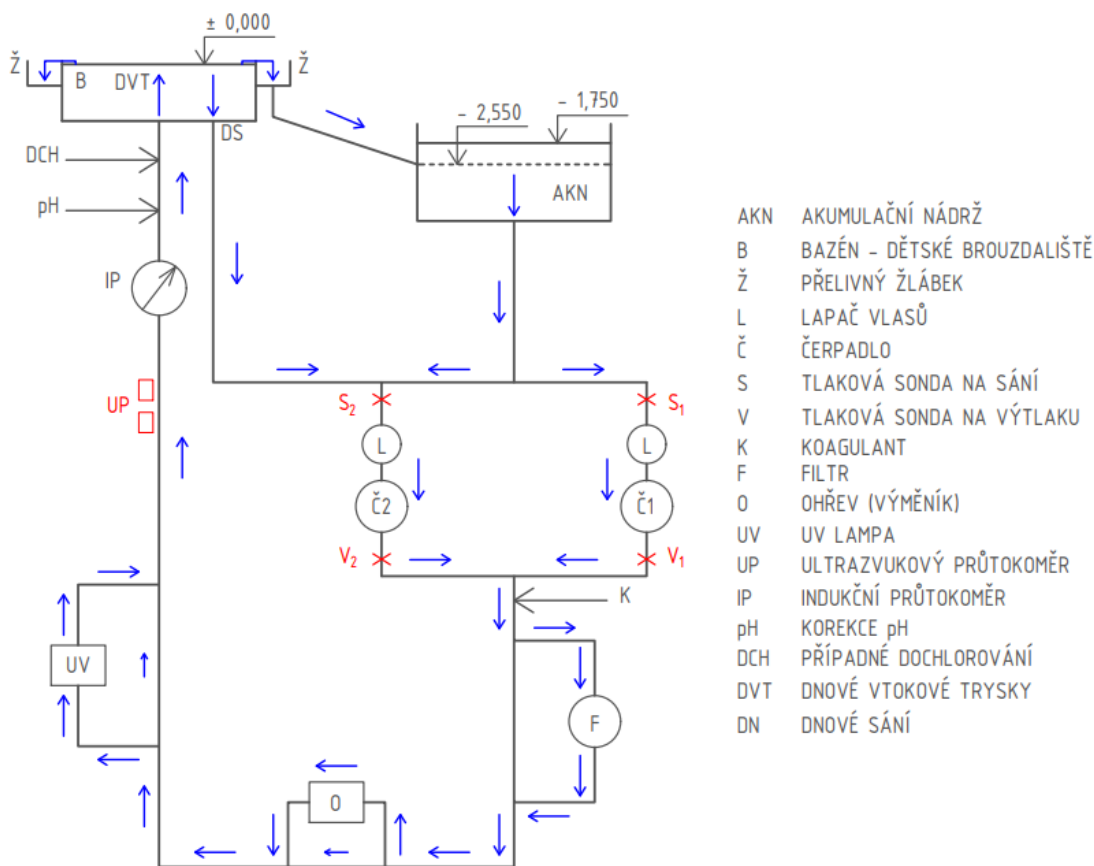 ± 0,000
Ž
B
DVT
Ž
DS
- 1,750
- 2,550
AKN
DCH
pH
IP
UP
S₂
S₁
L
L
Č2
Č1
V₂
V₁
K
UV
F
O
AKN AKUMULAČNÍ NÁDRŽ
B BAZÉN - DĚTSKÉ BROUZDALIŠTĚ
Ž PŘELIVNÝ ŽLÁBEK
L LAPAČ VLASŮ
Č ČERPADLO
S TLAKOVÁ SONDA NA SÁNÍ
V TLAKOVÁ SONDA NA VÝTLAKU
K KOAGULANT
F FILTR
O OHŘEV (VÝMĚNÍK)
UV UV LAMPA
UP ULTRAZVUKOVÝ PRŮTOKOMĚR
IP INDUKČNÍ PRŮTOKOMĚR
pH KOREKCE pH
DCH PŘÍPADNÉ DOCHLOROVÁNÍ
DVT DNOVÉ VTOKOVÉ TRYSKY
DN DNOVÉ SÁNÍ